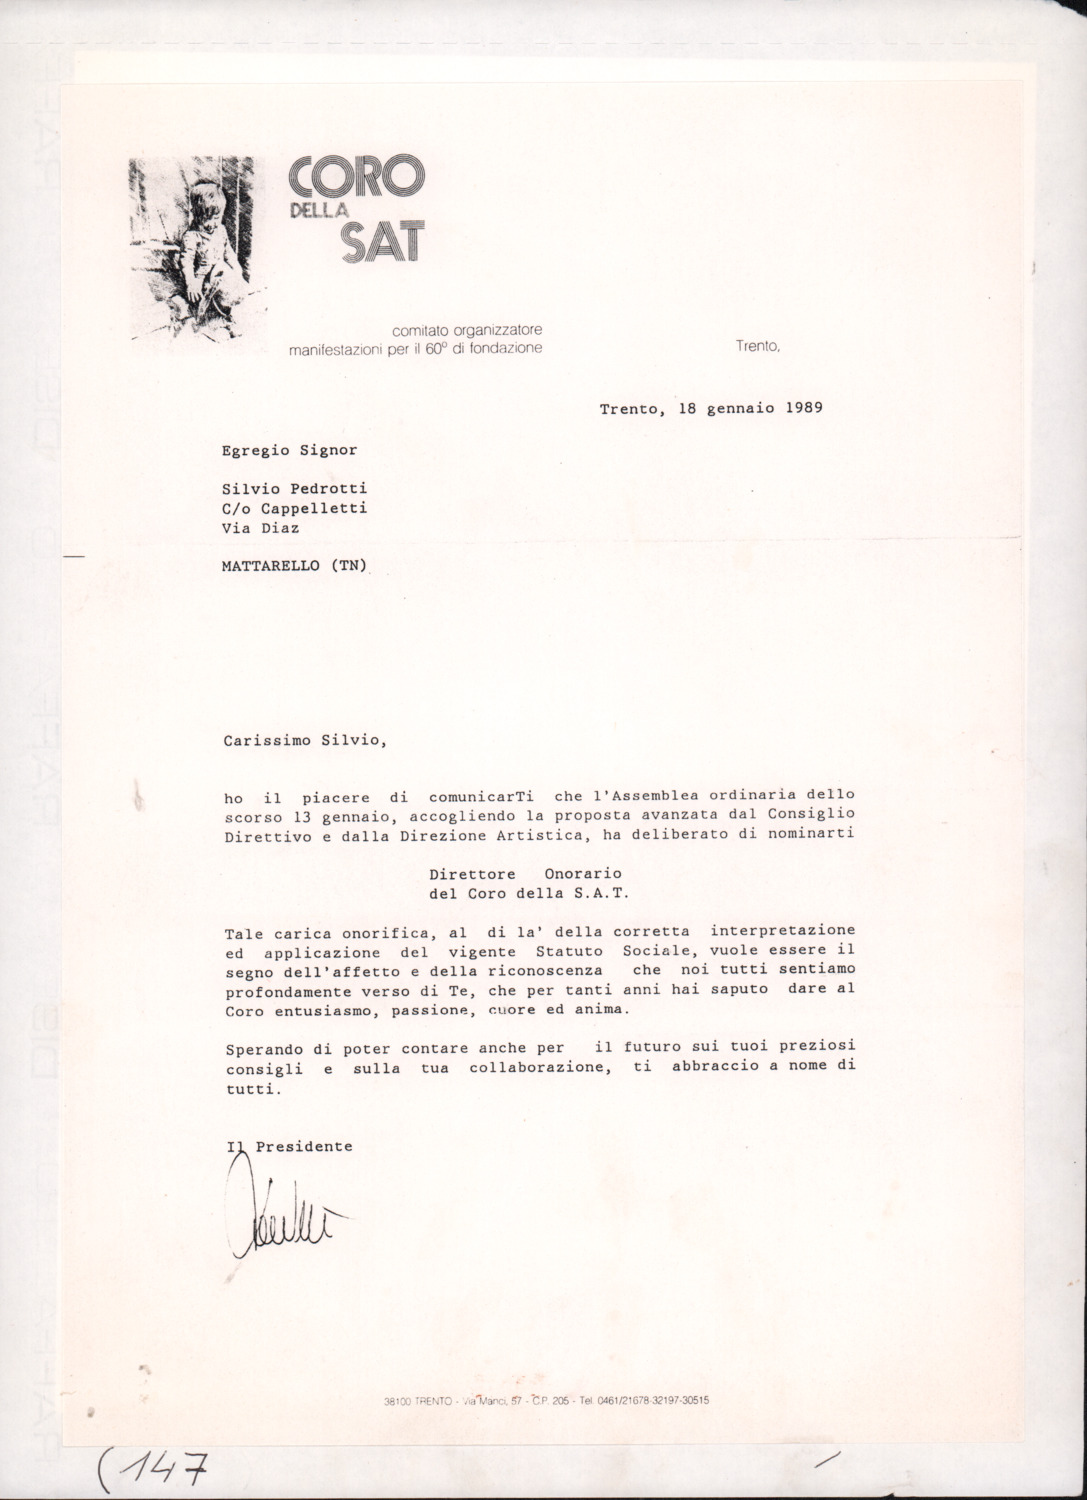 CORO
DELLA
SAT
comitato organizzatore
manifestazioni per il 60º di fondazione
Trento,
Trento, 18 gennaio 1989
Egregio Signor
Silvio Pedrotti
C/o Cappelletti
Via Diaz
MATTARELLO (TN)
Carissimo Silvio,
ho il piacere di comunicarTi che l'Assemblea ordinaria dello
scorso 13 gennaio, accogliendo la proposta avanzata dal Consiglio
Direttivo e dalla Direzione Artistica, ha deliberato di nominarti
Direttore Onorario
del Coro della S.A.T.
Tale carica onorifica, al di la' della corretta interpretazione
ed applicazione del vigente Statuto Sociale, vuole essere il
segno dell'affetto e della riconoscenza che noi tutti sentiamo
profondamente verso di Te, che per tanti anni hai saputo dare al
Coro entusiasmo, passione, cuore ed anima.
Sperando di poter contare anche per il futuro sui tuoi preziosi
consigli e sulla tua collaborazione, ti abbraccio a nome di
tutti.
Il Presidente
38100 TRENTO - Via Manci, 57 - C.P. 205 - Tel. 0461/21678-32197-30515
(147